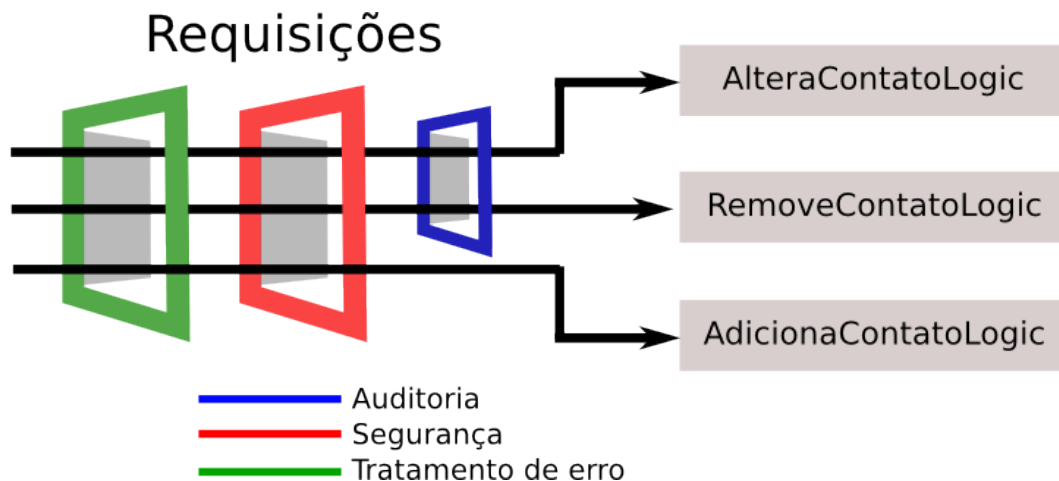 Requisições
AlteraContatoLogic
RemoveContatoLogic
AdicionaContatoLogic
Auditoria
Segurança
Tratamento de erro